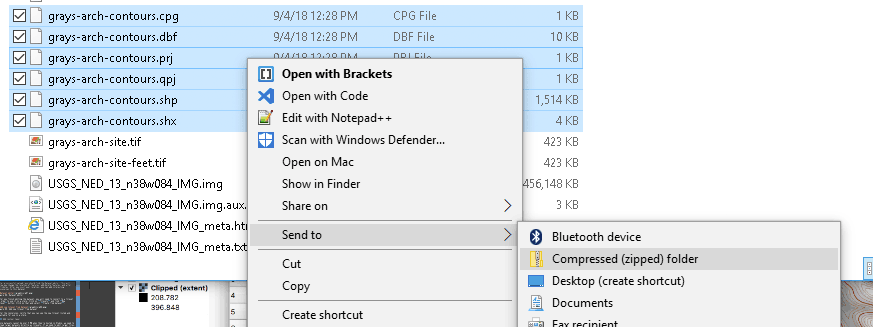 grays-arch-contours.cpg 9/4/18 12:28 PM CPG File 1 KB
grays-arch-contours.dbf 9/4/18 12:28 PM DBF File 10 KB
grays-arch-contours.prj 9/4/18 12:28 PM PRJ File 1 KB
grays-arch-contours.qpj 1 KB
grays-arch-contours.shp 1,514 KB
grays-arch-contours.shx 4 KB
grays-arch-site.tif 423 KB
grays-arch-site-feet.tif 423 KB
USGS_NED_13_n38w084_IMG.img 456,148 KB
USGS_NED_13_n38w084_IMG.img.aux. 3 KB
USGS_NED_13_n38w084_IMG_meta.ht
USGS_NED_13_n38w084_IMG_meta.txt
Open with Brackets
Open with Code
Edit with Notepad++
Scan with Windows Defender...
Open on Mac
Show in Finder
Share on
Send to
Cut
Copy
Create shortcut
Bluetooth device
Compressed (zipped) folder
Desktop (create shortcut)
Documents
Fax recipient
Clipped (extent)
208.782
396.848
4
5
6